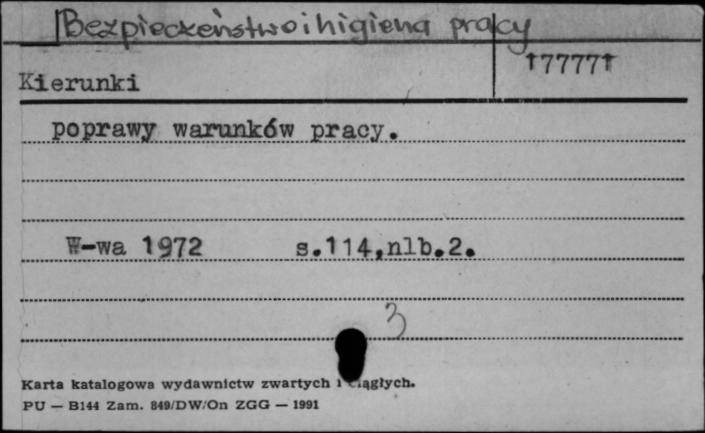 Bezpieczeństwo i higiena pracy
Kierunki
177771
poprawy warunków pracy.
W-wa 1972 s.114,nlb.2.
3
Karta katalogowa wydawnictw zwartych i ciągłych.
PU — B144 Zam. 849/DW/On ZGG — 1991